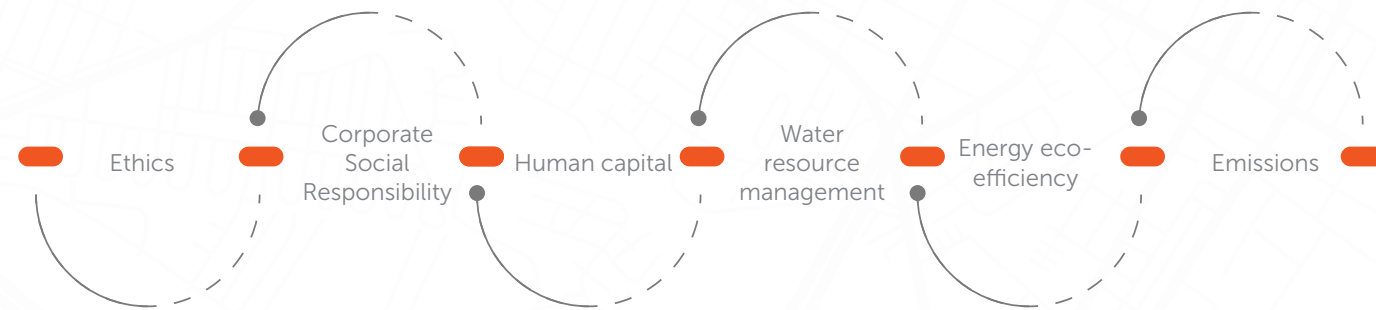 Ethics
Corporate
Social
Responsibility
Human capital
Water
resource
management
Energy eco-
efficiency
Emissions